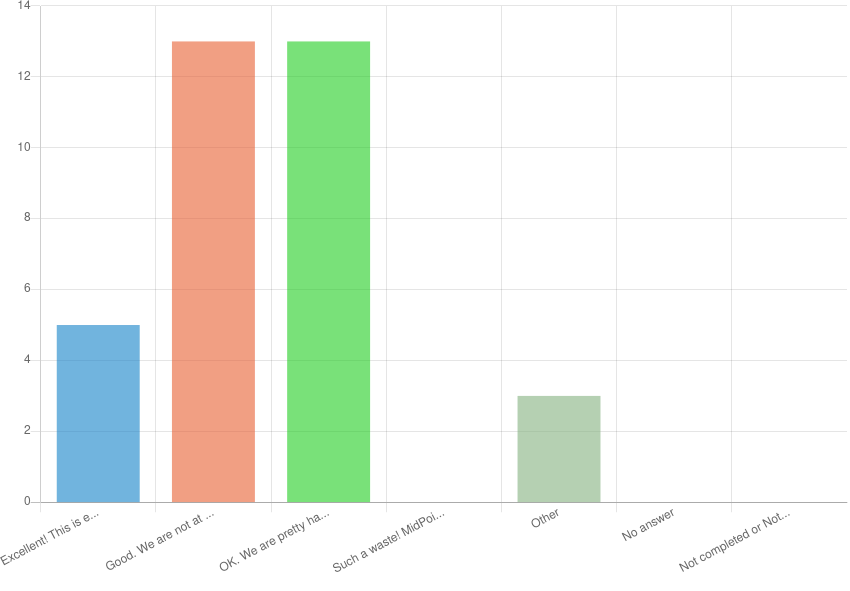 14
12
10
8
6
4
2
0
Excellent! This is e...
Good. We are not at ...
OK. We are pretty ha...
Such a waste! MidPoi...
Other
No answer
Not completed or Not...